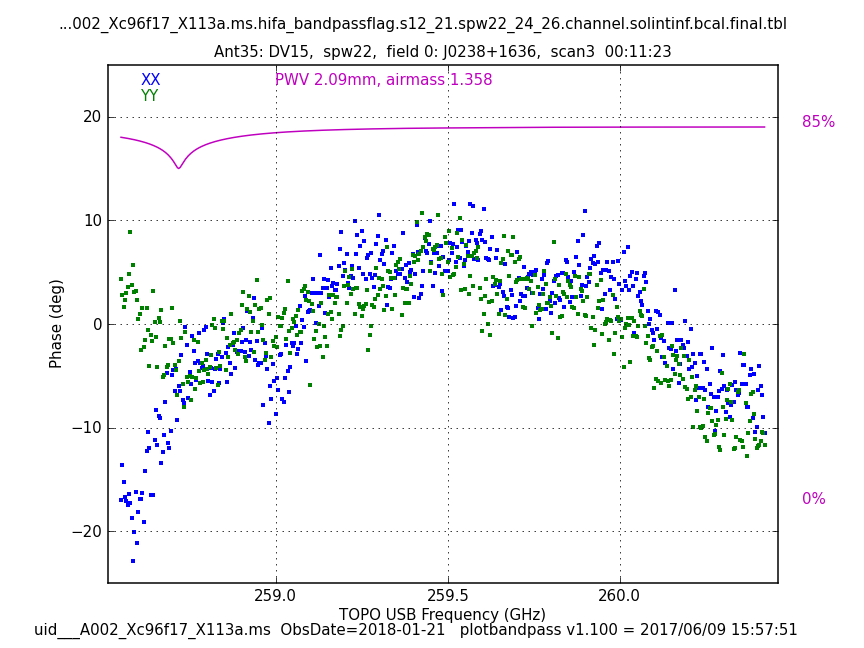 ...002_Xc96f17_X113a.ms.hifa_bandpassflag.s12_21.spw22_24_26.channel.solintinf.bcal.final.tbl
Ant35: DV15, spw22, field 0: J0238+1636, scan3 00:11:23
XX
PWV 2.09mm, airmass 1.358
YY
20
85%
10
0
Phase (deg)
−10
0%
−20
259.0
259.5
260.0
TOPO USB Frequency (GHz)
uid___A002_Xc96f17_X113a.ms ObsDate=2018-01-21 plotbandpass v1.100 = 2017/06/09 15:57:51